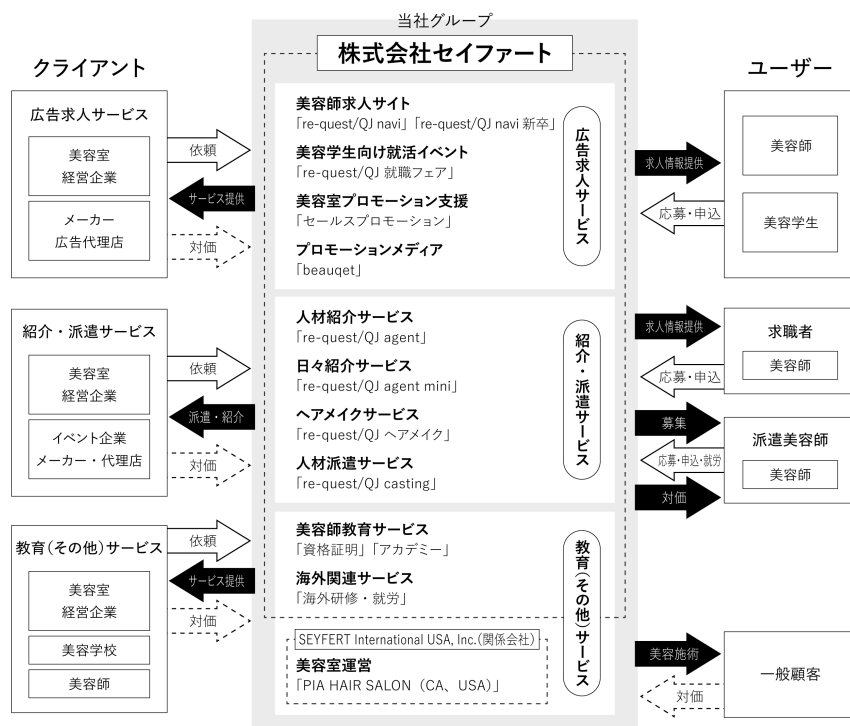 当社グループ
株式会社セイファート
クライアント
広告求人サービス
美容室
経営企業
メーカー
広告代理店
依頼
サービス提供
対価
美容師求人サイト
「re-quest/QJ navi」「re-quest/QJ navi 新卒」
美容学生向け就活イベント
「re-quest/QJ 就職フェア」
美容室プロモーション支援
「セールスプロモーション」
プロモーションメディア
「beauqet」
広告求人サービス
ユーザー
求人情報提供
応募・申込
美容師
美容学生
紹介・派遣サービス
美容室
経営企業
イベント企業
メーカー・代理店
依頼
派遣・紹介
対価
人材紹介サービス
「re-quest/QJ agent」
日々紹介サービス
「re-quest/QJ agent mini」
ヘアメイクサービス
「re-quest/QJ ヘアメイク」
人材派遣サービス
「re-quest/QJ casting」
紹介・派遣サービス
求人情報提供
応募・申込
求職者
美容師
募集
応募・申込・就労
対価
派遣美容師
美容師
教育(その他)サービス
美容室
経営企業
美容学校
美容師
依頼
サービス提供
対価
美容師教育サービス
「資格証明」「アカデミー」
海外関連サービス
「海外研修・就労」
SEYFERT International USA, Inc.(関係会社)
美容室運営
「PIA HAIR SALON（CA、USA）」
教育(その他)サービス
美容施術
対価
一般顧客